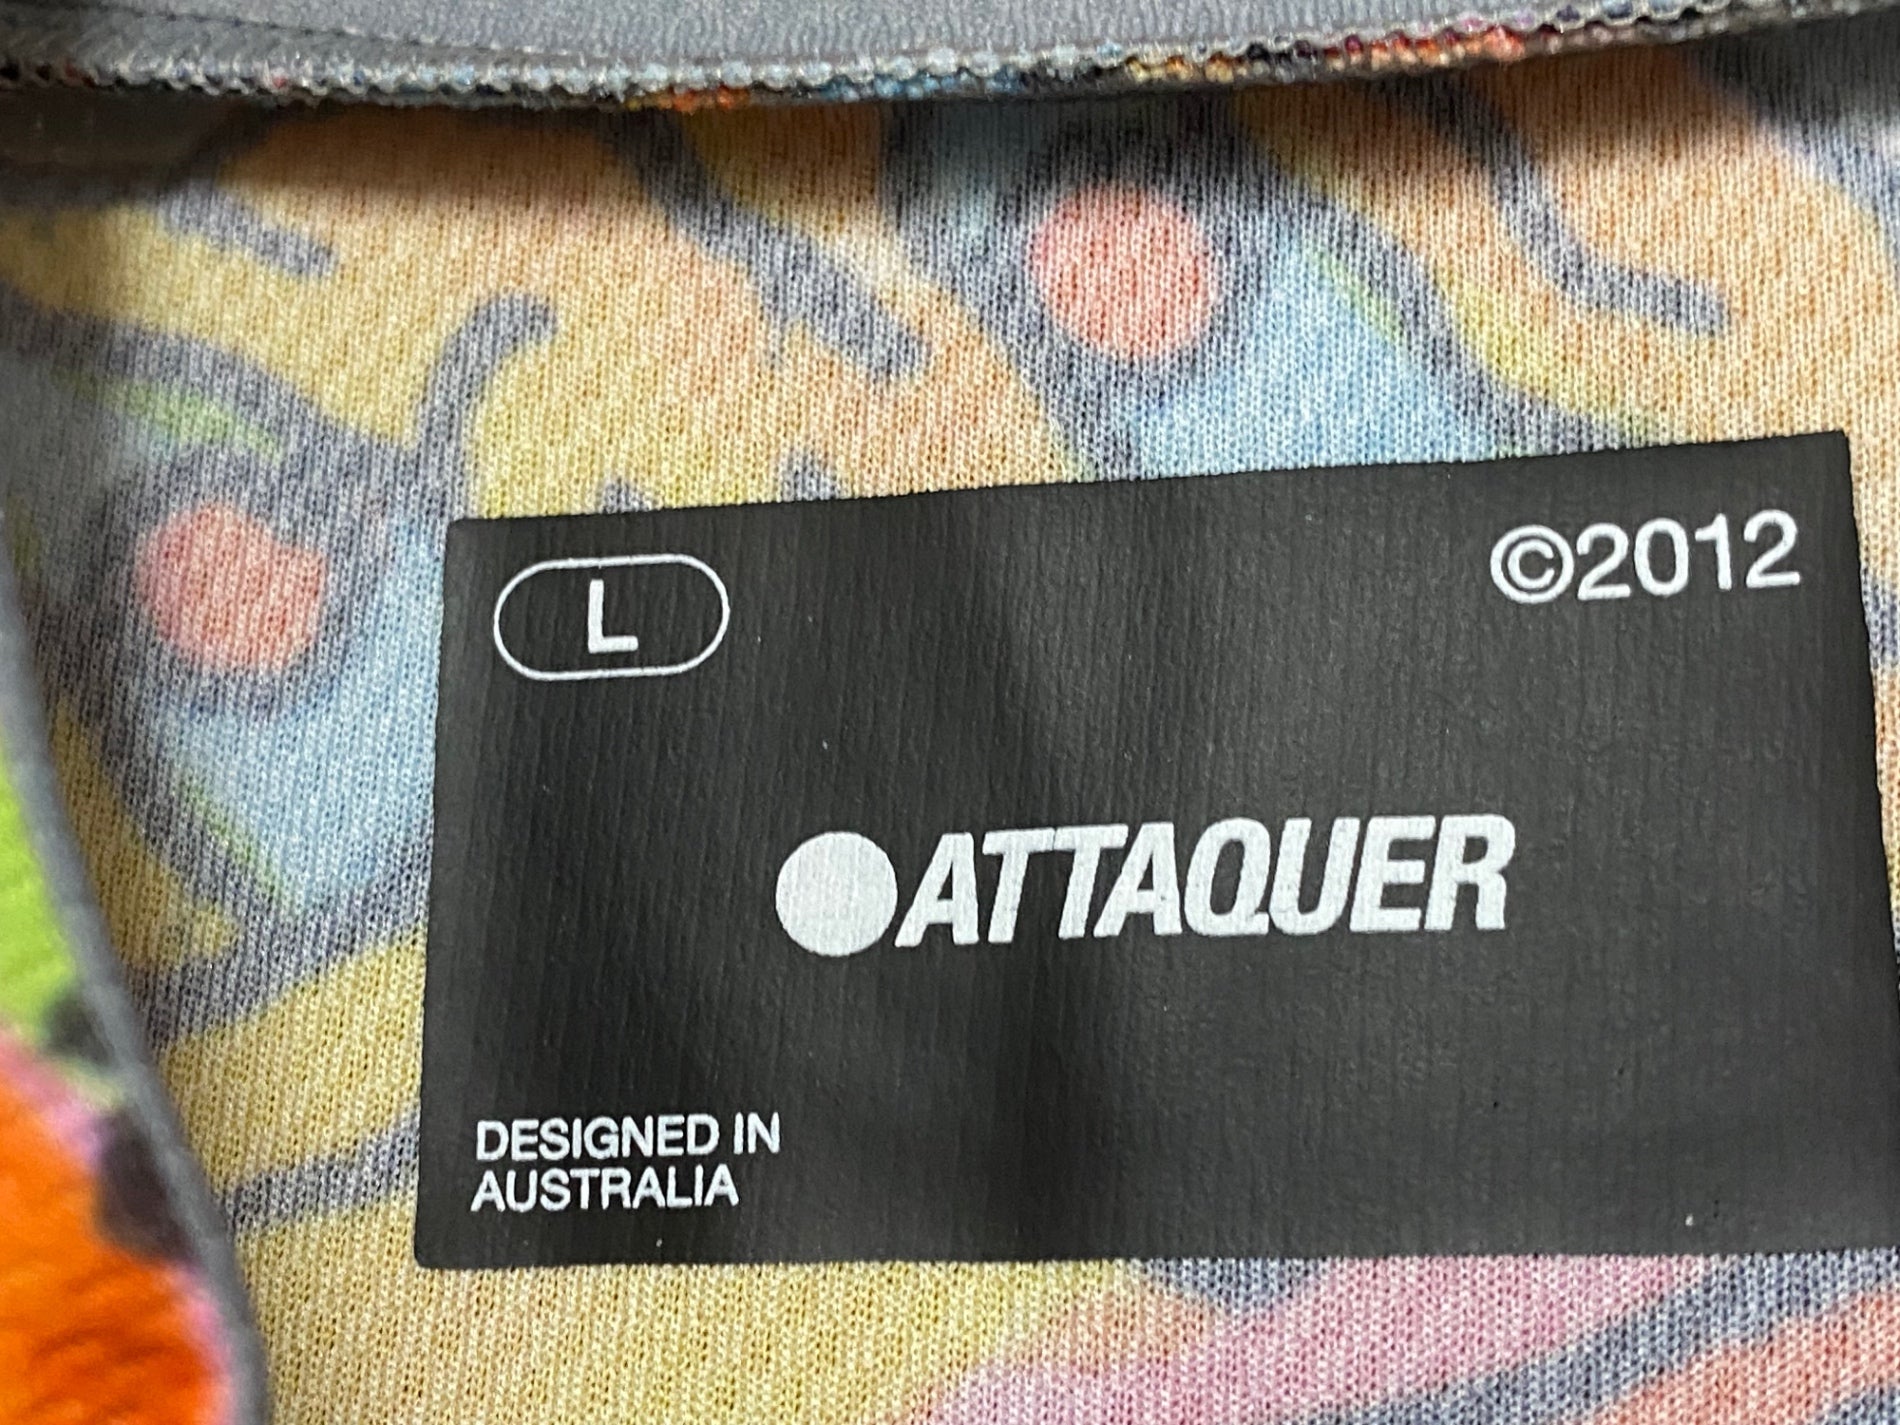 L
©2012
ATTAQUER
DESIGNED IN
AUSTRALIA